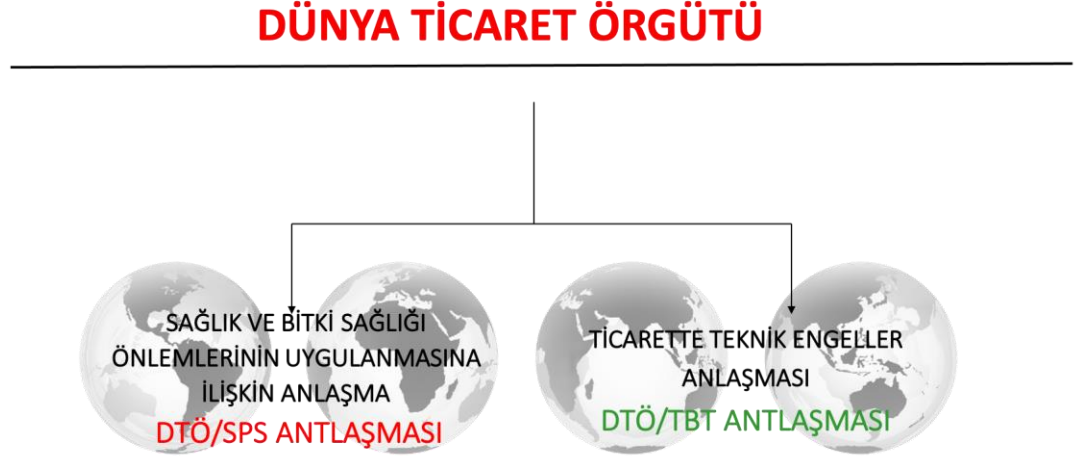 DÜNYA TİCARET ÖRGÜTÜ
SAĞLIK VE BİTKİ SAĞLIĞI
ÖNLEMLERİNİN UYGULANMASINA
İLİŞKİN ANLAŞMA
DTÖ/SPS ANTLAŞMASI
TİCARETTE TEKNİK ENGELLER
ANLAŞMASI
DTÖ/TBT ANTLAŞMASI